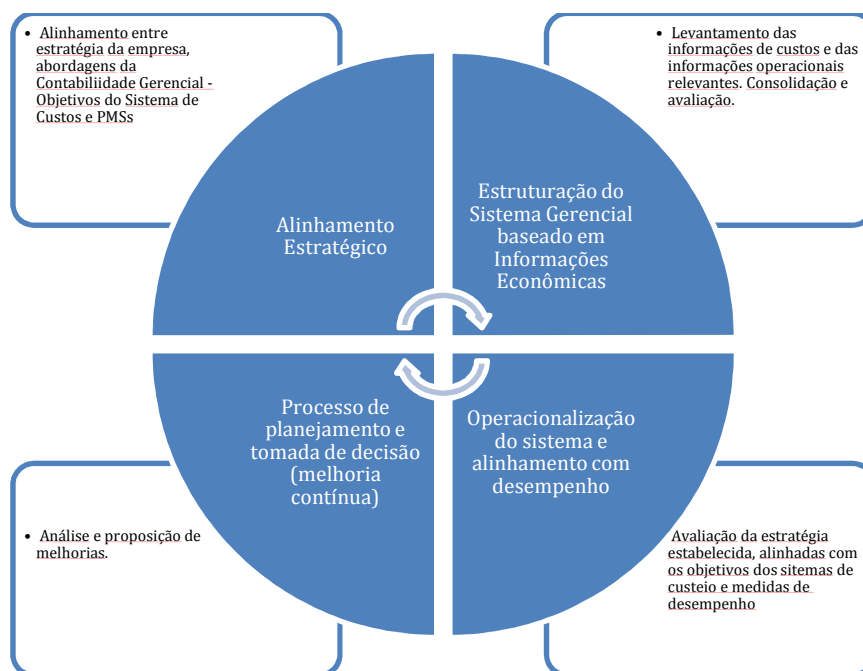 • Alinhamento entre
estratégia da empresa,
abordagens da
Contabiliidade Gerencial -
Objetivos do Sistema de
Custos e PMSs
• Levantamento das
informações de custos e das
informações operacionais
relevantes. Consolidação e
avaliação.
Alinhamento
Estratégico
Estruturação do
Sistema Gerencial
baseado em
Informações
Econômicas
Processo de
planejamento e
tomada de decisão
(melhoria
contínua)
Operacionalização
do sistema e
alinhamento com
desempenho
• Análise e proposição de
melhorias.
Avaliação da estratégia
estabelecida, alinhadas com
os objetivos dos sitemas de
custeio e medidas de
desempenho